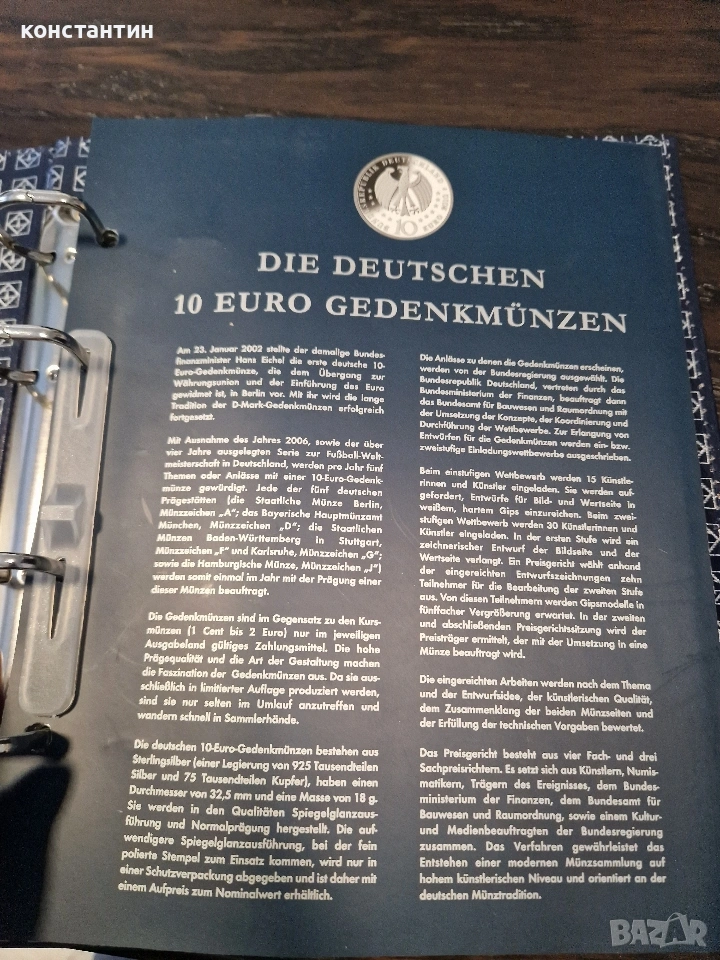 КОНСТАНТИН
BUNDESREPUBLIK DEUTSCHLAND
10
EURO
DIE DEUTSCHEN
10 EURO GEDENKMÜNZEN
Am 23. Januar 2002 stellte der damalige Bundes-
finanzminister Hans Eichel die erste deutsche 10-
Euro-Gedenkmünze, die dem Übergang zur
Währungsunion und der Einführung des Euro
gewidmet ist, in Berlin vor. Mit ihr wird die lange
Tradition der D-Mark-Gedenkmünzen erfolgreich
fortgesetzt.
Mit Ausnahme des Jahres 2006, sowie der über
vier Jahre ausgelegten Serie zur Fußball-Welt-
meisterschaft in Deutschland, werden pro Jahr fünf
Themen oder Anlässe mit einer 10-Euro-Gedenk-
münze gewürdigt. Jede der fünf deutschen
Prägestätten (die Staatliche Münze Berlin,
Münzzeichen „A“; das Bayerische Hauptmünzamt
München, Münzzeichen „D“; die Staatlichen
Münzen Baden-Württemberg in Stuttgart,
Münzzeichen „F“ und Karlsruhe, Münzzeichen „G“;
sowie die Hamburgische Münze, Münzzeichen „J“)
werden somit einmal im Jahr mit der Prägung einer
dieser Münzen beauftragt.
Die Gedenkmünzen sind im Gegensatz zu den Kurs-
münzen (1 Cent bis 2 Euro) nur im jeweiligen
Ausgabeland gültiges Zahlungsmittel. Die hohe
Prägequalität und die Art der Gestaltung machen
die Faszination der Gedenkmünzen aus. Da sie aus-
schließlich in limitierter Auflage produziert werden,
sind sie nur selten im Umlauf anzutreffen und
wandern schnell in Sammlerhände.
Die deutschen 10-Euro-Gedenkmünzen bestehen aus
Sterlingsilber (einer Legierung von 925 Tausendteilen
Silber und 75 Tausendteilen Kupfer), haben einen
Durchmesser von 32,5 mm und eine Masse von 18 g.
Sie werden in den Qualitäten Spiegelglanzaus-
führung und Normalprägung hergestellt. Die auf-
wendigere Spiegelglanzausführung, bei der fein
polierte Stempel zum Einsatz kommen, wird nur in
einer Schutzverpackung abgegeben und ist daher mit
einem Aufpreis zum Nominalwert erhältlich.
Die Anlässe zu denen die Gedenkmünzen erscheinen,
werden von der Bundesregierung ausgewählt. Die
Bundesrepublik Deutschland, vertreten durch das
Bundesministerium der Finanzen, beauftragt dann
das Bundesamt für Bauwesen und Raumordnung mit
der Umsetzung der Konzepte, der Koordinierung und
Durchführung der Wettbewerbe. Zur Erlangung von
Entwürfen für die Gedenkmünzen werden ein- bzw.
zweistufige Einladungswettbewerbe ausgeschrieben.
Beim einstufigen Wettbewerb werden 15 Künstle-
rinnen und Künstler eingeladen. Sie werden auf-
gefordert, Entwürfe für Bild- und Wertseite in
weißem, hartem Gips einzureichen. Beim zwei-
stufigen Wettbewerb werden 30 Künstlerinnen und
Künstler eingeladen. In der ersten Stufe wird ein
zeichnerischer Entwurf der Bildseite und der
Wertseite verlangt. Ein Preisgericht wählt anhand
der eingereichten Entwurfszeichnungen zehn
Teilnehmer für die Bearbeitung der zweiten Stufe
aus. Von diesen Teilnehmern werden Gipsmodelle in
fünffacher Vergrößerung erwartet. In der zweiten
und abschließenden Preisgerichtssitzung wird der
Preisträger ermittelt, der mit der Umsetzung in eine
Münze beauftragt wird.
Die eingereichten Arbeiten werden nach dem Thema
und der Entwurfsidee, der künstlerischen Qualität,
dem Zusammenklang der beiden Münzseiten und
der Erfüllung der technischen Vorgaben bewertet.
Das Preisgericht besteht aus vier Fach- und drei
Sachpreisrichtern. Es setzt sich aus Künstlern, Numis-
matikern, Trägern des Ereignisses, dem Bundes-
ministerium der Finanzen, dem Bundesamt für
Bauwesen und Raumordnung, sowie einem Kultur-
und Medienbeauftragten der Bundesregierung
zusammen. Das Verfahren gewährleistet das
Entstehen einer modernen Münzsammlung auf
hohem künstlerischen Niveau und orientiert an der
deutschen Münztradition.
BAZAR